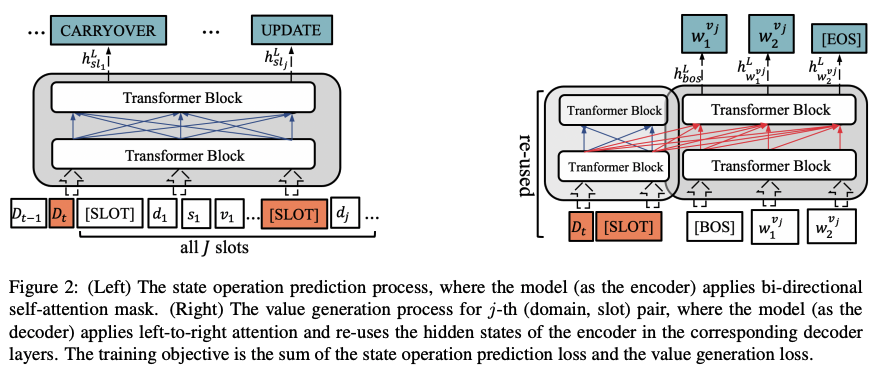 ... CARRYOVER ... UPDATE
h^L_{sl_1} h^L_{sl_j}
Transformer Block
Transformer Block
D_{t-1} D_t [SLOT] d_1 s_1 v_1 ... [SLOT] d_j ...
all J slots
w_1^{v_j} w_2^{v_j} [EOS]
h^L_{bos} h^L_{w_1^{v_j}} h^L_{w_2^{v_j}}
Tranformer Block Transformer Block
re-used
Tranformer Block Transformer Block
D_t [SLOT] [BOS] w_1^{v_j} w_2^{v_j}
Figure 2: (Left) The state operation prediction process, where the model (as the encoder) applies bi-directional
self-attention mask. (Right) The value generation process for j-th (domain, slot) pair, where the model (as the
decoder) applies left-to-right attention and re-uses the hidden states of the encoder in the corresponding decoder
layers. The training objective is the sum of the state operation prediction loss and the value generation loss.